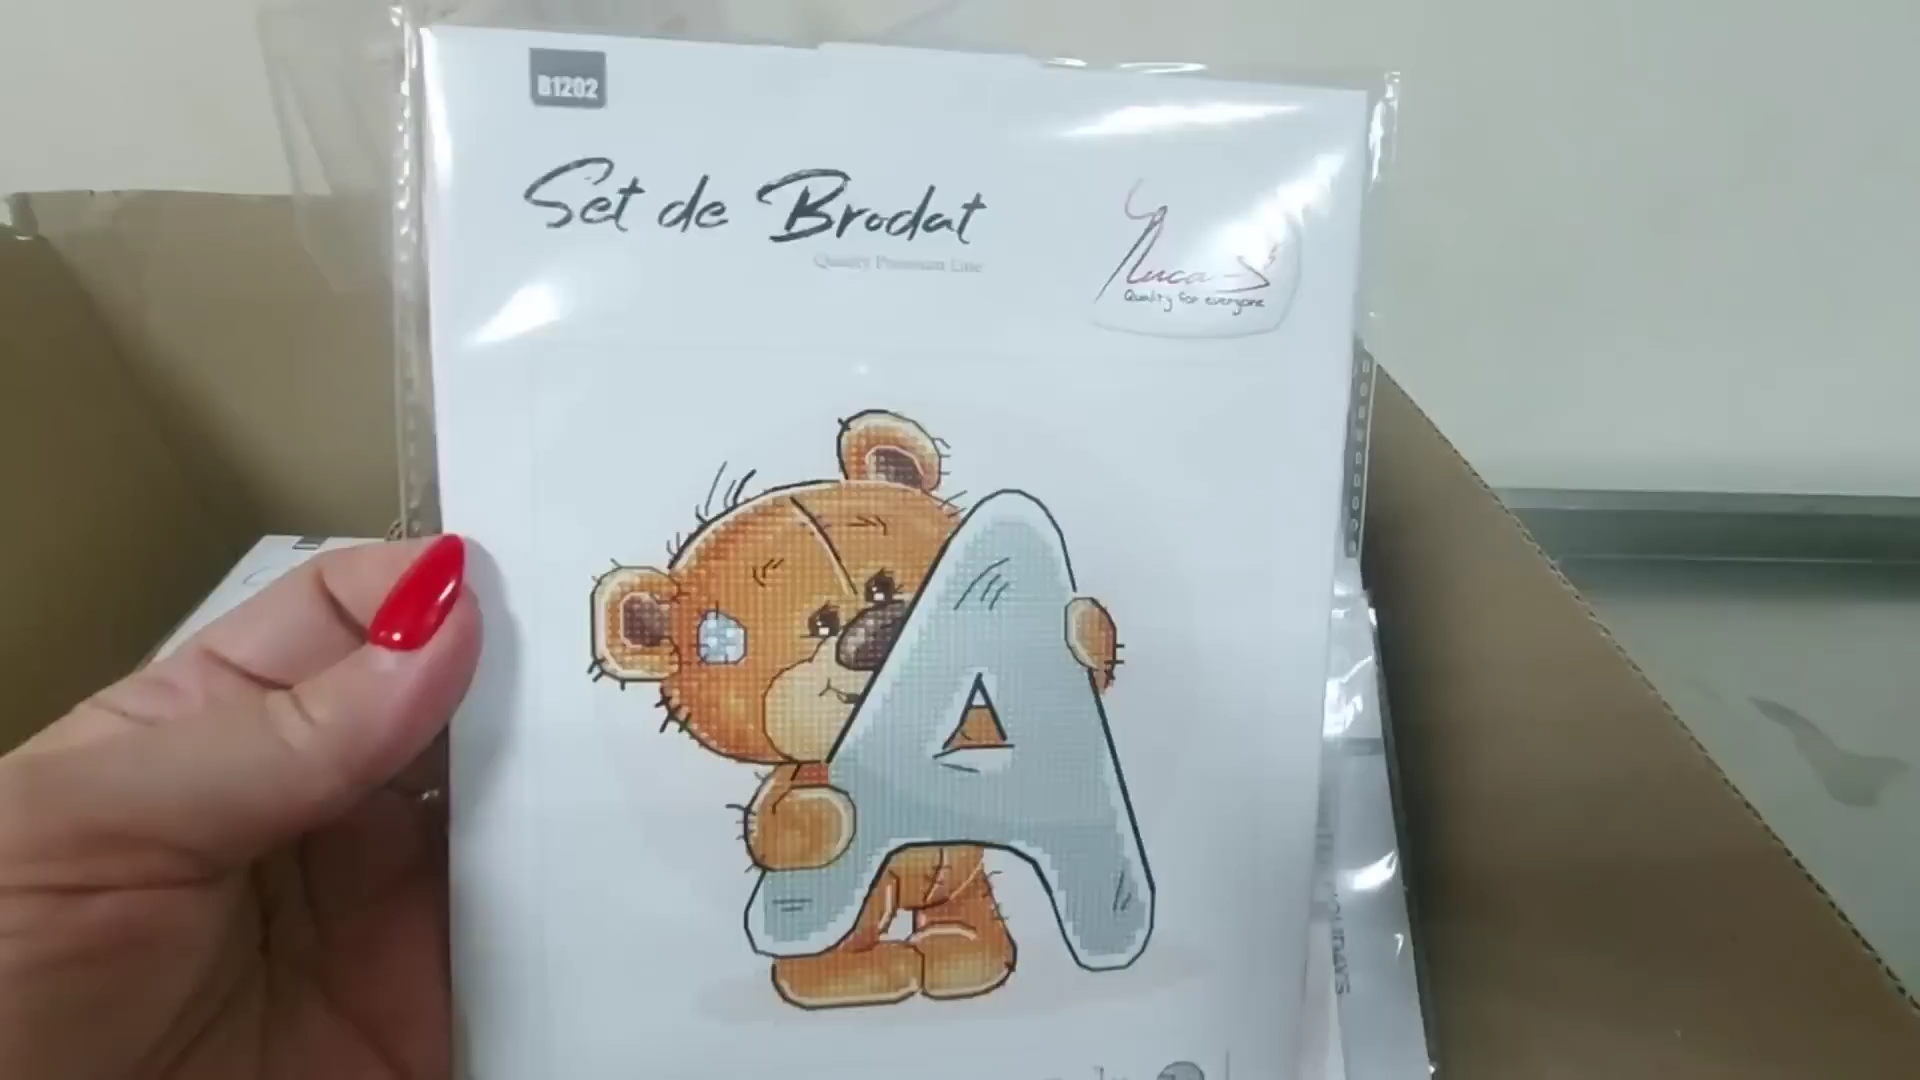 B1202
Set de Brodat
Quality Premium Line
Luca-S
Quality for everyone
A